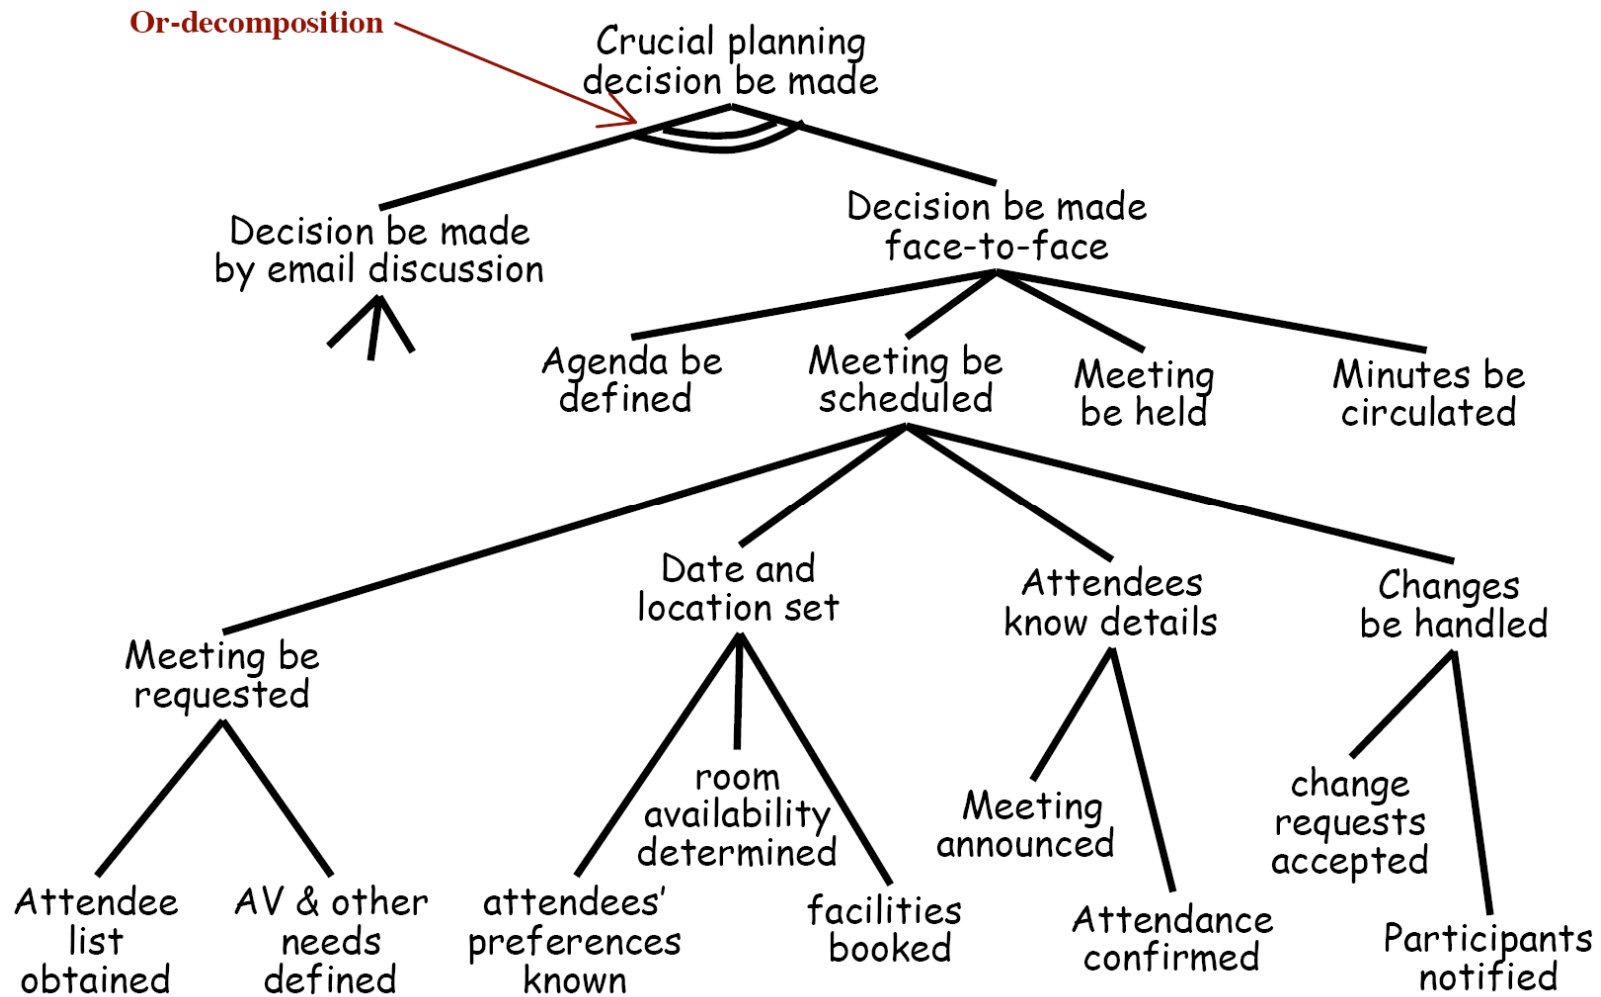 Or-decomposition
Crucial planning
decision be made
Decision be made
by email discussion
Decision be made
face-to-face
Agenda be
defined
Meeting be
scheduled
Meeting
be held
Minutes be
circulated
Meeting be
requested
Date and
location set
Attendees
know details
Changes
be handled
Attendee
list
obtained
AV & other
needs
defined
attendees'
preferences
known
room
availability
determined
facilities
booked
Meeting
announced
Attendance
confirmed
change
requests
accepted
Participants
notified